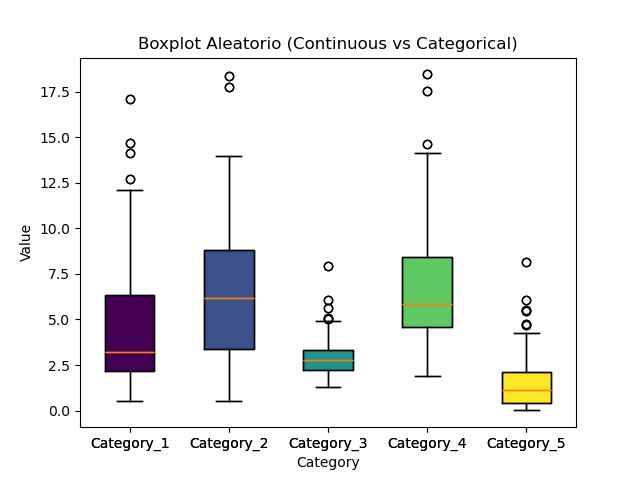 Boxplot Aleatorio (Continuous vs Categorical)
17.5
15.0
12.5
10.0
7.5
5.0
2.5
0.0
Value
Category_1 Category_2 Category_3 Category_4 Category_5
Category